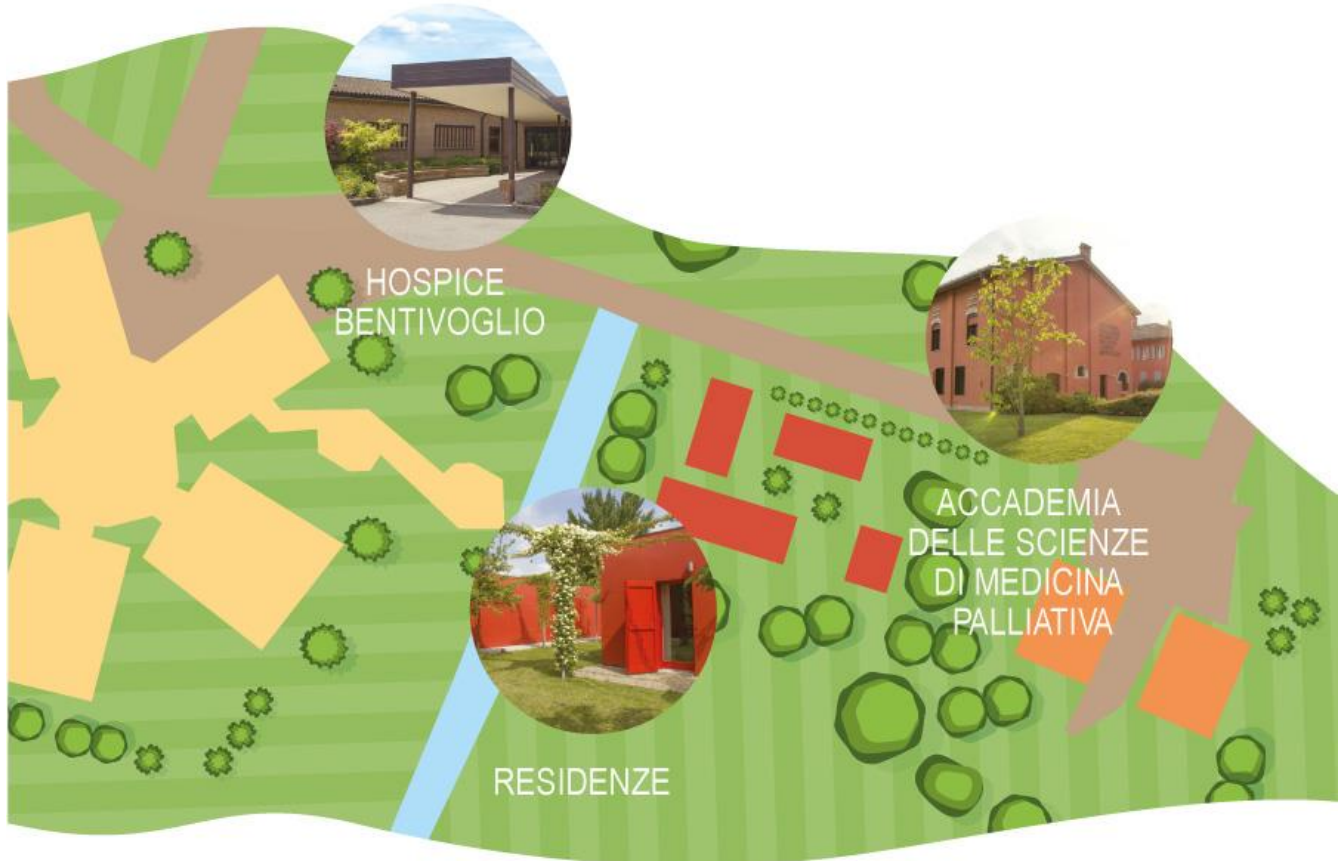 HOSPICE
BENTIVOGLIO
ACCADEMIA
DELLE SCIENZE
DI MEDICINA
PALLIATIVA
RESIDENZE